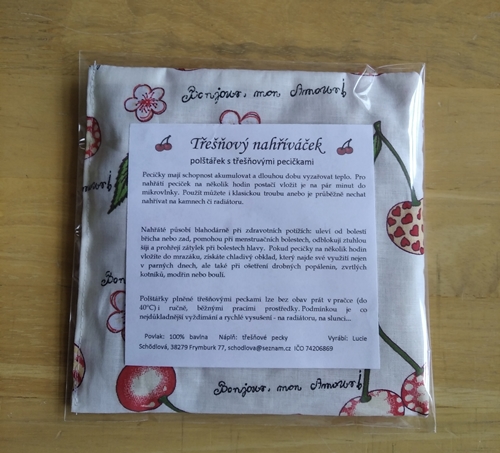 Bonjour, mon Amour!
Třešňový nahříváček
polštářek s třešňovými pecičkami
Pecičky mají schopnost akumulovat a dlouhou dobu vyzařovat teplo. Pro
nahřátí peciček na několik hodin postačí vložit je na pár minut do
mikrovlnky. Použít můžete i klasickou troubu anebo je průběžně nechat
nahřívat na kamnech či radiátoru.
Nahřáté působí blahodárně při zdravotních potížích: uleví od bolesti
břicha nebo zad, pomohou při menstruačních bolestech, odblokují ztuhlou
šíji a prohřejí zátylek při bolestech hlavy. Pokud pecičky na několik hodin
vložíte do mrazáku, získáte chladivý obklad, který najde své využití nejen
v parných dnech, ale také při ošetření drobných popálenin, zvrtlých
kotníků, modřin nebo boulí.
Polštářky plněné třešňovými peckami lze bez obav prát v pračce (do
40°C) i ručně, běžnými pracími prostředky. Podmínkou je co
nejdůkladnější vyždímání a rychlé vysušení - na radiátoru, na slunci...
Povlak: 100% bavlna Náplň: třešňové pecky Vyrábí: Lucie
Schödlová, 38279 Frymburk 77, schodlova@seznam.cz IČO 74206869
Bonjour, mon Amour!